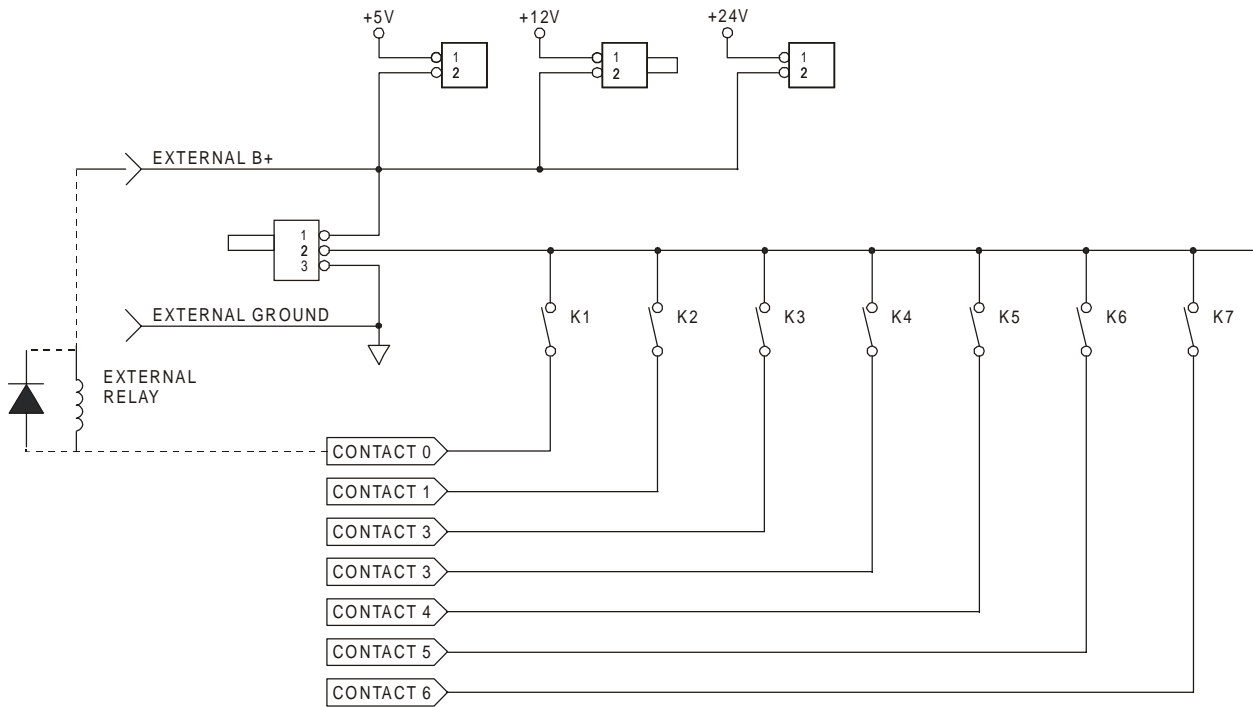 +5V
+12V
+24V
1
2
1
2
1
2
EXTERNAL B+
1
2
3
EXTERNAL GROUND
K1
K2
K3
K4
K5
K6
K7
EXTERNAL
RELAY
CONTACT 0
CONTACT 1
CONTACT 3
CONTACT 3
CONTACT 4
CONTACT 5
CONTACT 6